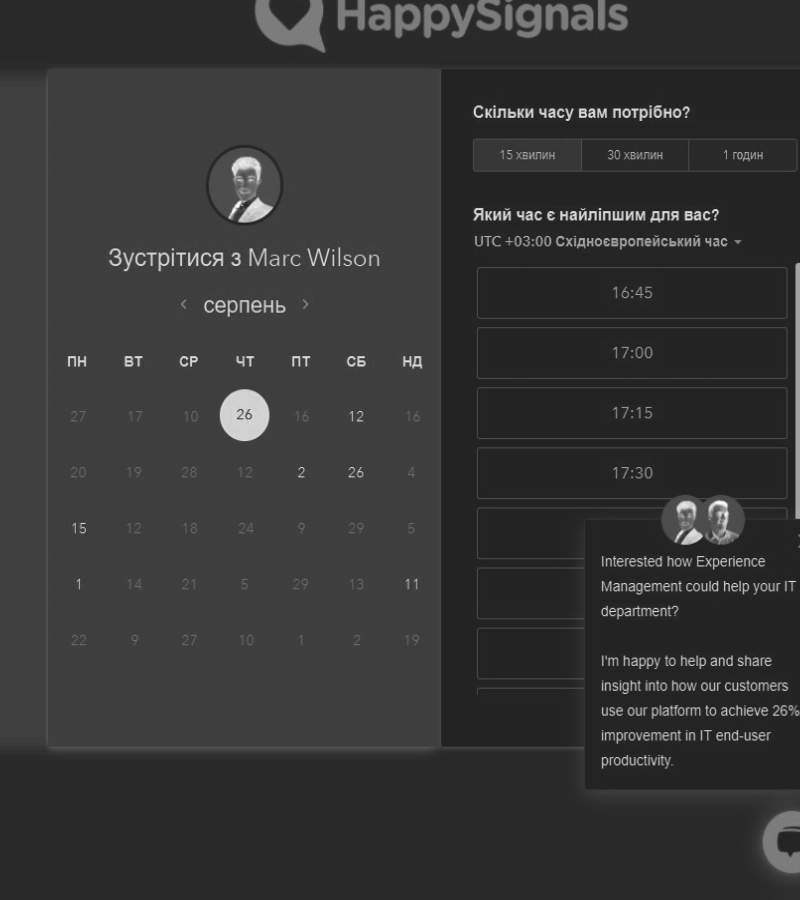 HappySignals
Зустрітися з Marc Wilson
серпень
ПН ВТ СР ЧТ ПТ СБ НД
27 17 10 26 16 12 16
20 19 28 12 2 26 4
15 12 18 24 9 29 5
1 14 21 5 29 13 11
22 9 27 10 1 2 19
Скільки часу вам потрібно?
15 хвилин 30 хвилин 1 годин
Який час є найліпшим для вас?
UTC +03:00 Східноєвропейський час
16:45
17:00
17:15
17:30
Interested how Experience
Management could help your IT
department?
I'm happy to help and share
insight into how our customers
use our platform to achieve 26%
improvement in IT end-user
productivity.